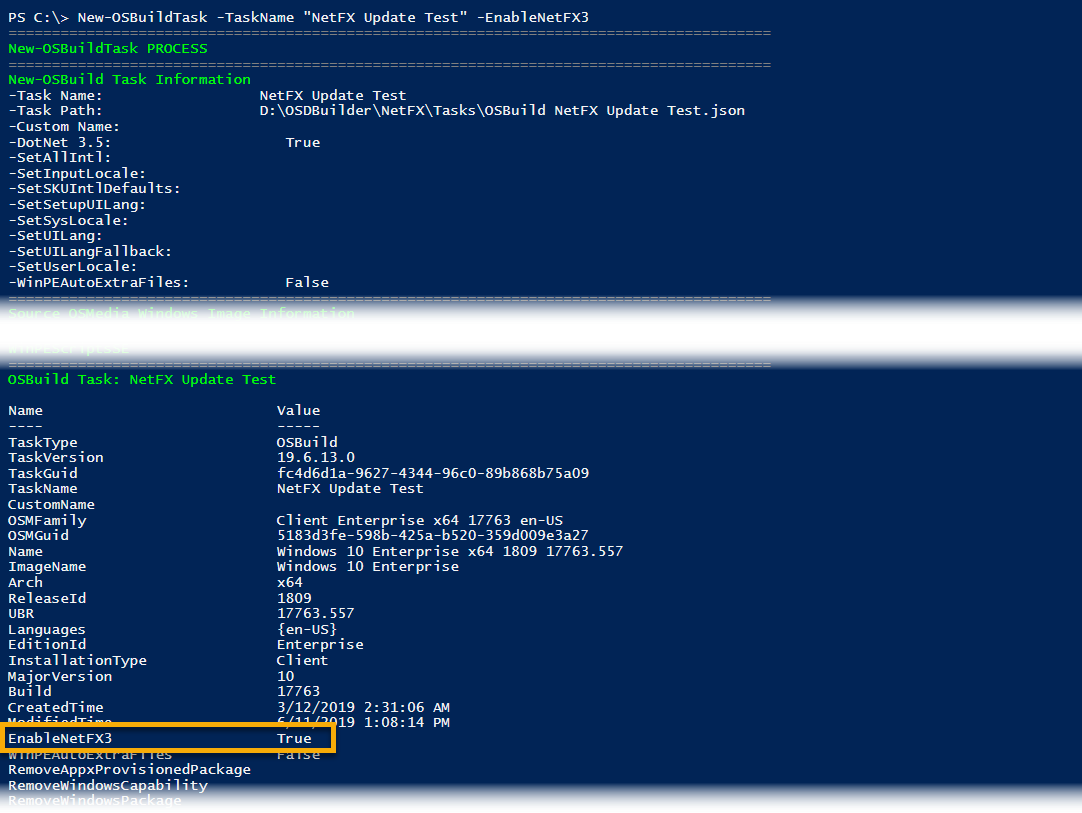 PS C:\> New-OSBuildTask -TaskName "NetFX Update Test" -EnableNetFX3
========================================================================================
New-OSBuildTask PROCESS
========================================================================================
New-OSBuild Task Information
-Task Name: NetFX Update Test
-Task Path: D:\OSDBuilder\NetFX\Tasks\OSBuild NetFX Update Test.json
-Custom Name:
-DotNet 3.5: True
-SetAllIntl:
-SetInputLocale:
-SetSKUIntlDefaults:
-SetSetupUILang:
-SetSysLocale:
-SetUILang:
-SetUILangFallback:
-SetUserLocale:
-WinPEAutoExtraFiles: False
========================================================================================
Source OSMedia Windows Image Information
========================================================================================
OSBuild Task: NetFX Update Test
Name Value
---- -----
TaskType OSBuild
TaskVersion 19.6.13.0
TaskGuid fc4d6d1a-9627-4344-96c0-89b868b75a09
TaskName NetFX Update Test
CustomName
OSMFamily Client Enterprise x64 17763 en-US
OSMGuid 5183d3fe-598b-425a-b520-359d009e3a27
Name Windows 10 Enterprise x64 1809 17763.557
ImageName Windows 10 Enterprise
Arch x64
ReleaseId 1809
UBR 17763.557
Languages {en-US}
EditionId Enterprise
InstallationType Client
MajorVersion 10
Build 17763
CreatedTime 3/12/2019 2:31:06 AM
ModifiedTime 6/11/2019 1:08:14 PM
EnableNetFX3 True
WinPEAutoExtraFiles False
RemoveAppxProvisionedPackage
RemoveWindowsCapability
RemoveWindowsPackage